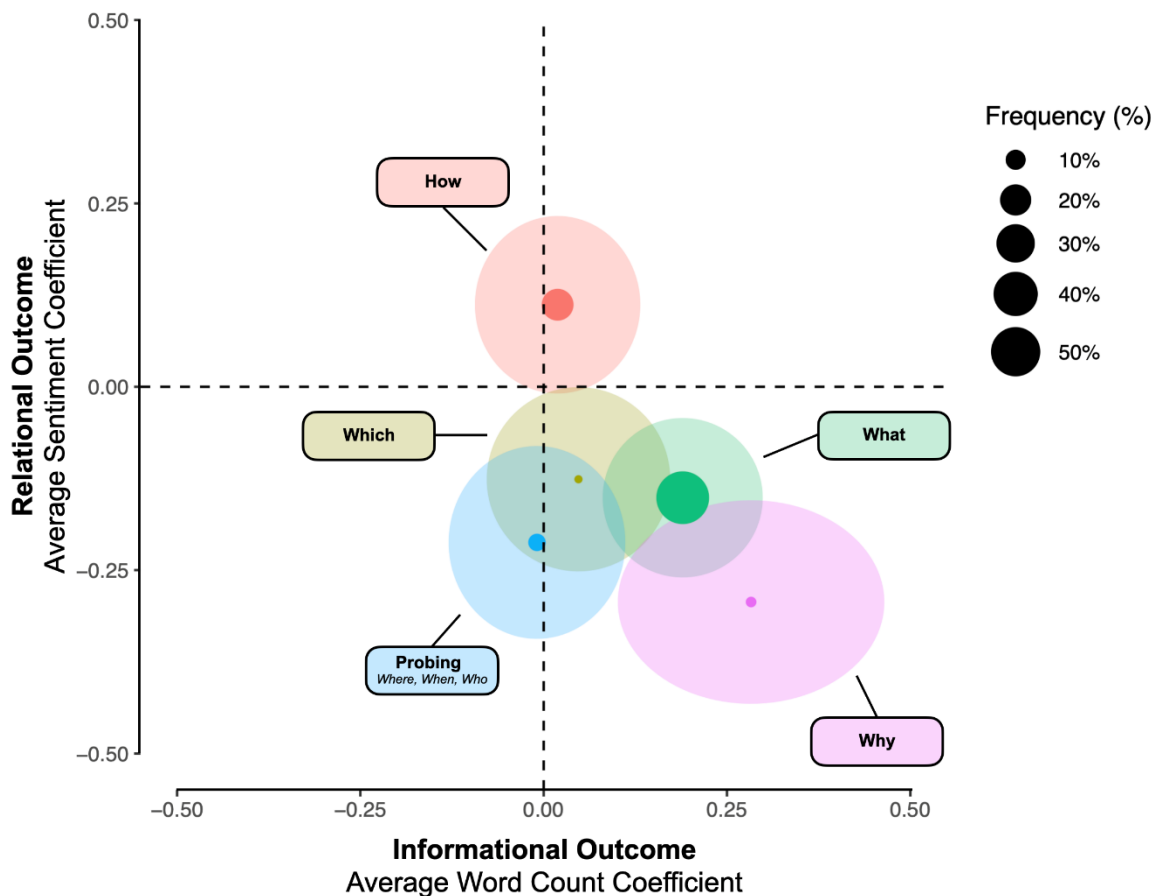 0.50
0.25
0.00
−0.25
−0.50
Relational Outcome
Average Sentiment Coefficient
How
Which
What
Probing
Where, When, Who
Why
−0.50
−0.25
0.00
0.25
0.50
Informational Outcome
Average Word Count Coefficient
Frequency (%)
10%
20%
30%
40%
50%